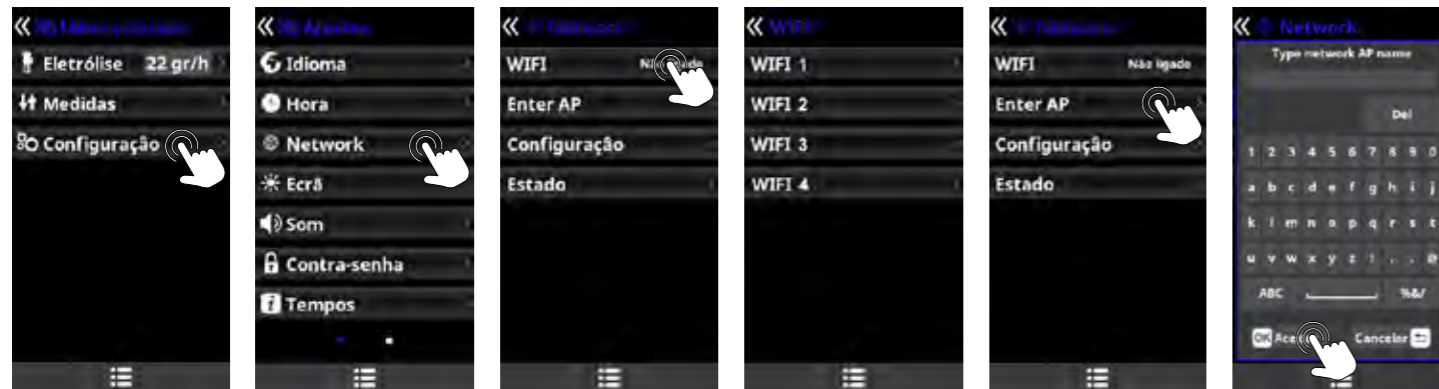 Eletrólise 22 gr/h
Medidas
Configuração
Idioma
Hora
Network
Ecrã
Som
Contra-senha
Tempos
WIFI
Enter AP
Configuração
Estado
WIFI
WIFI 1
WIFI 2
WIFI 3
WIFI 4
WIFI Não ligado
Enter AP
Configuração
Estado
Network
Type network AP name
Del
1 2 3 4 5 6 7 8 9 0
a b c d e f g h i j
k l m n o p q r s t
u v w x y z
ABC %&/
OK Cancelar